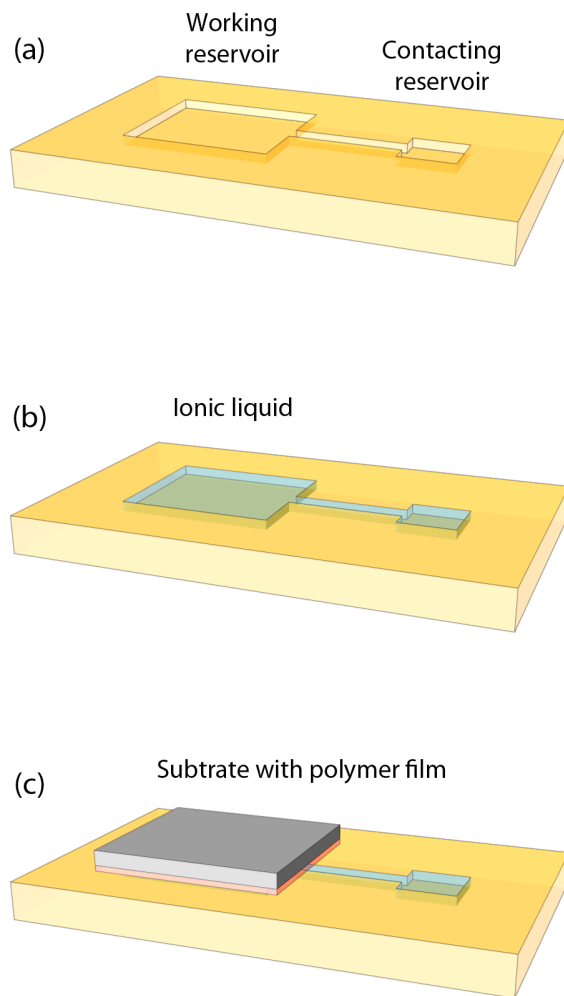 (a)
Working
reservoir
Contacting
reservoir
(b)
Ionic liquid
(c)
Subtrate with polymer film